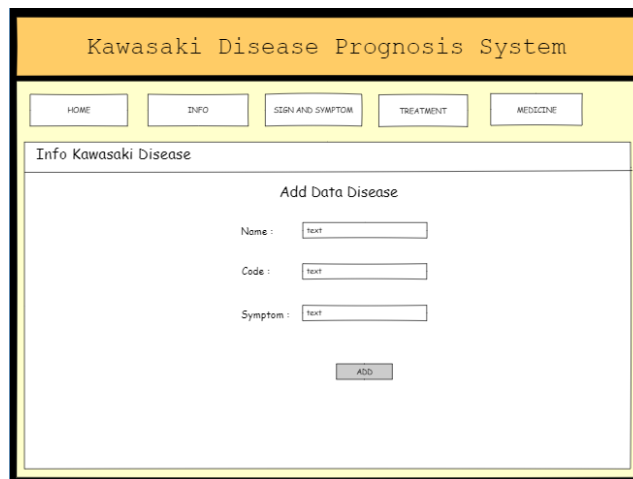 Kawasaki Disease Prognosis System
HOME INFO SIGN AND SYMPTOM TREATMENT MEDICINE
Info Kawasaki Disease
Add Data Disease
Name : text
Code : text
Symptom : text
ADD